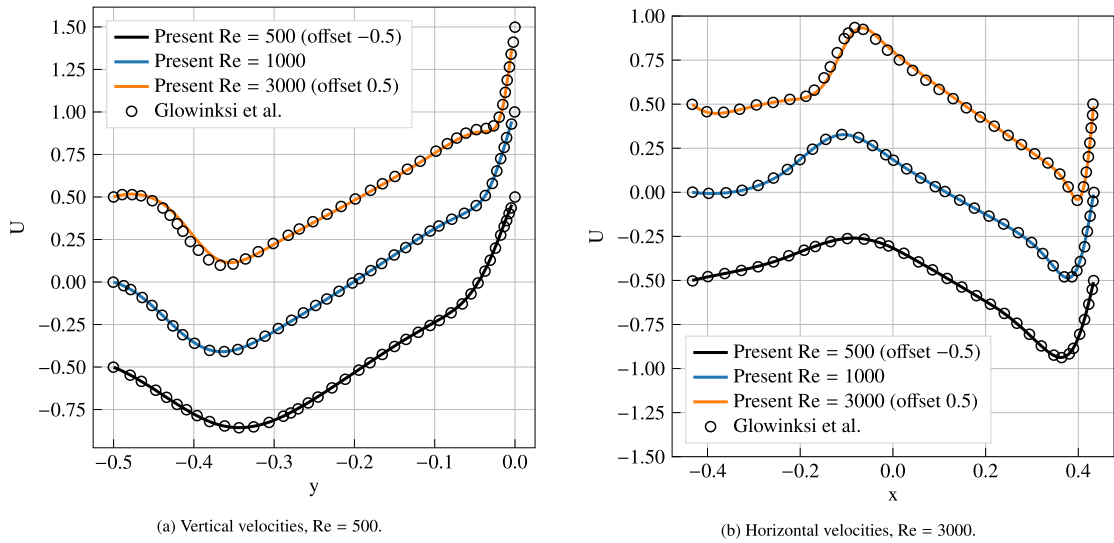 1.50
1.25
1.00
0.75
0.50
0.25
0.00
−0.25
−0.50
−0.75
U
Present Re = 500 (offset −0.5)
Present Re = 1000
Present Re = 3000 (offset 0.5)
Glowinksi et al.
−0.5 −0.4 −0.3 −0.2 −0.1 0.0
y
(a) Vertical velocities, Re = 500.
1.00
0.75
0.50
0.25
0.00
−0.25
−0.50
−0.75
−1.00
−1.25
−1.50
U
Present Re = 500 (offset −0.5)
Present Re = 1000
Present Re = 3000 (offset 0.5)
Glowinksi et al.
−0.4 −0.2 0.0 0.2 0.4
x
(b) Horizontal velocities, Re = 3000.